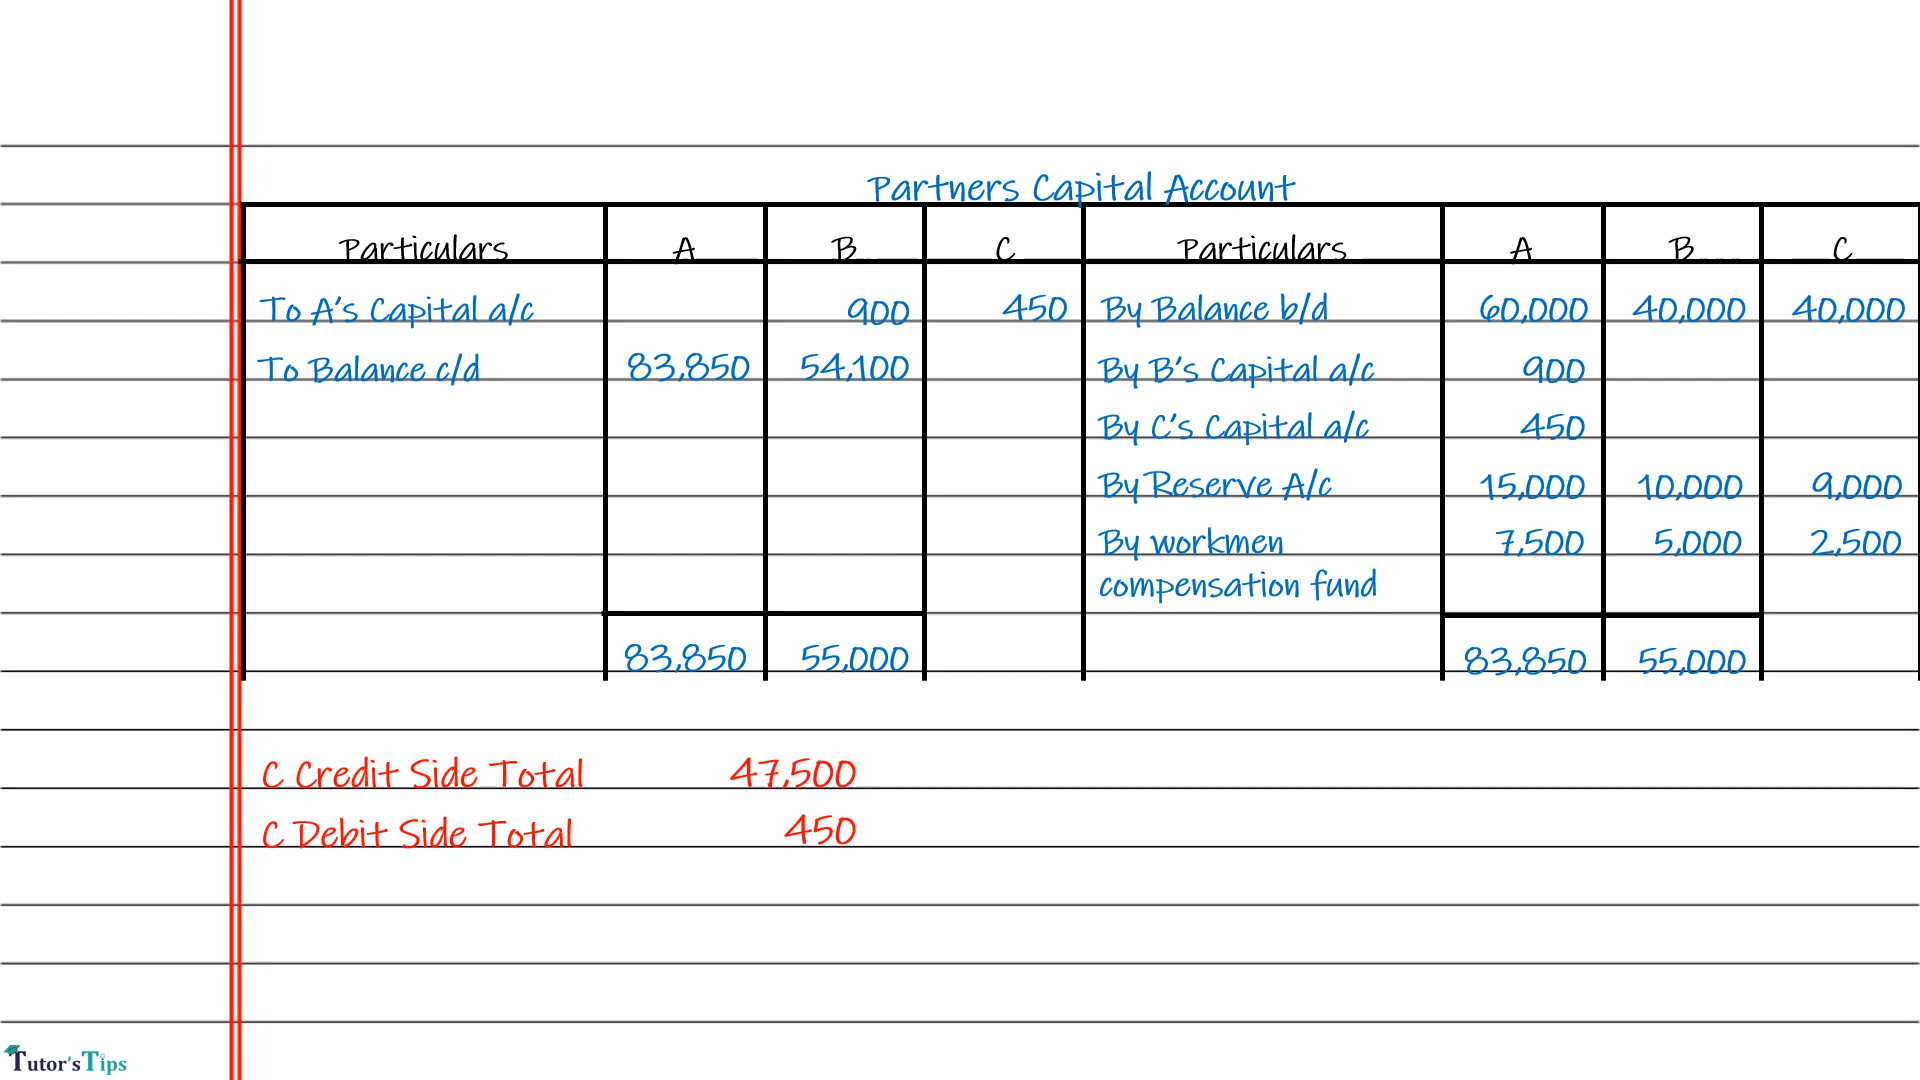 Partners Capital Account
Particulars A B C Particulars A B C
To A's Capital a/c 900 450 By Balance b/d 60,000 40,000 40,000
To Balance c/d 83,850 54,100 By B's Capital a/c 900
By C's Capital a/c 450
By Reserve A/c 15,000 10,000 9,000
By workmen 7,500 5,000 2,500
compensation fund
83,850 55,000 83,850 55,000
C Credit Side Total 47,500
C Debit Side Total 450
Tutor'sTips